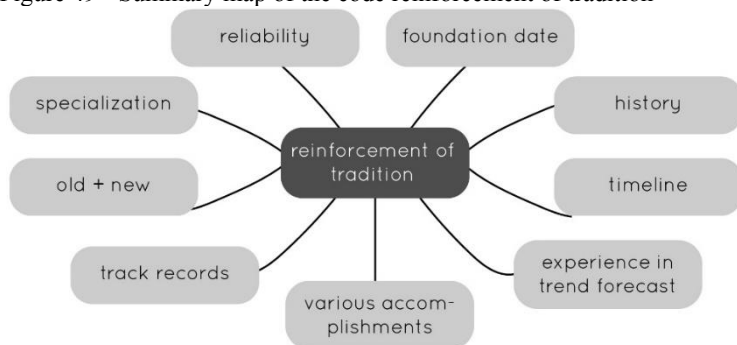 Figure 49 – Summary map of the code reinforcement of tradition
reliability
foundation date
specialization
history
reinforcement of
tradition
old + new
timeline
track records
experience in
trend forecast
various accom-
plishments